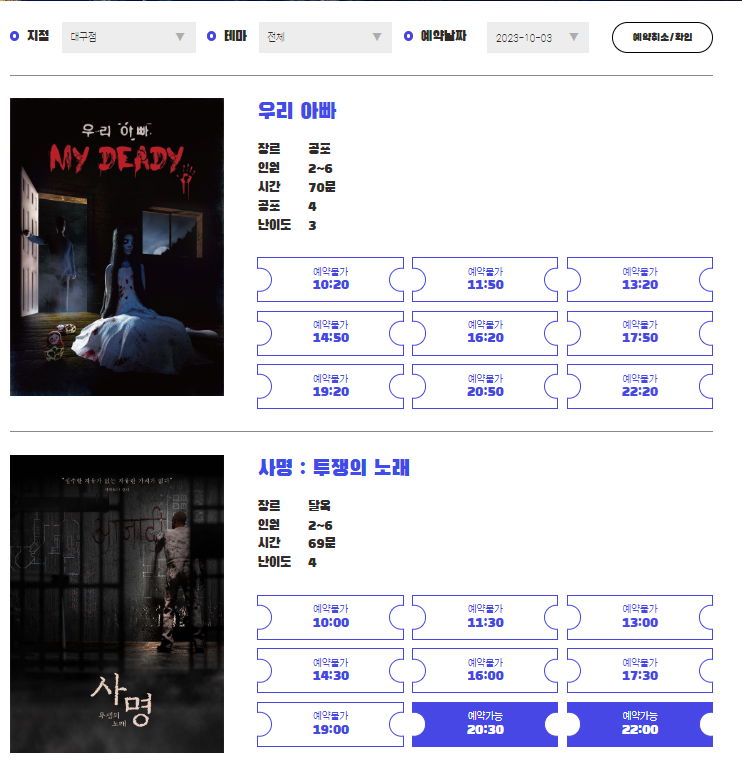 지점 대구점 테마 전체 예약날짜 2023-10-03 예약취소/확인
우리 아빠
MY DEADY
우리 아빠
장르 공포
인원 2~6
시간 70분
공포 4
난이도 3
예약불가 예약불가 예약불가
10:20 11:50 13:20
예약불가 예약불가 예약불가
14:50 16:20 17:50
예약불가 예약불가 예약불가
19:20 20:50 22:20
사명 : 투쟁의 노래
장르 탈옥
인원 2~6
시간 69분
난이도 4
예약불가 예약불가 예약불가
10:00 11:30 13:00
예약불가 예약불가 예약불가
14:30 16:00 17:30
예약불가 예약가능 예약가능
19:00 20:30 22:00
사명
투쟁의
노래